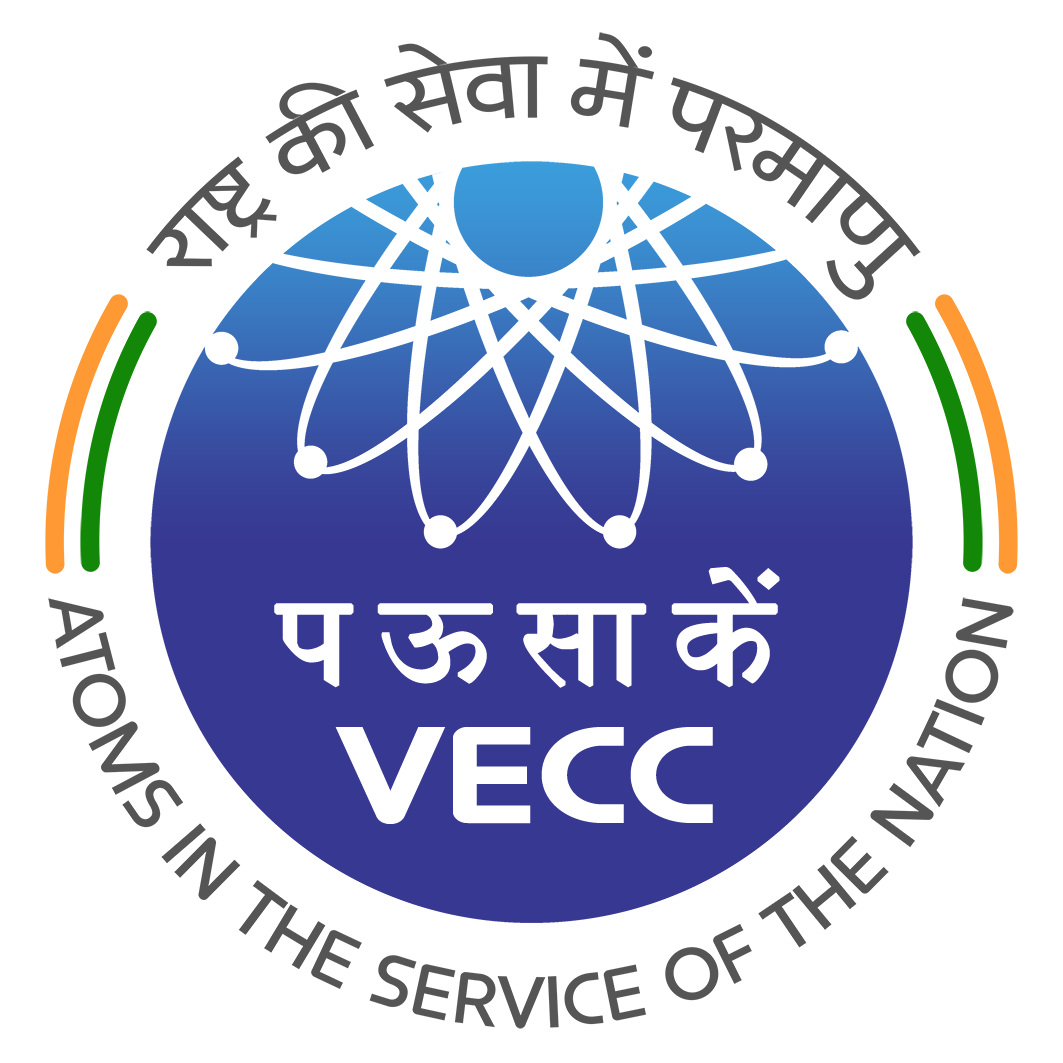 राष्ट्र की सेवा में परमाणु
प ऊ सा कें
VECC
ATOMS IN THE SERVICE OF THE NATION